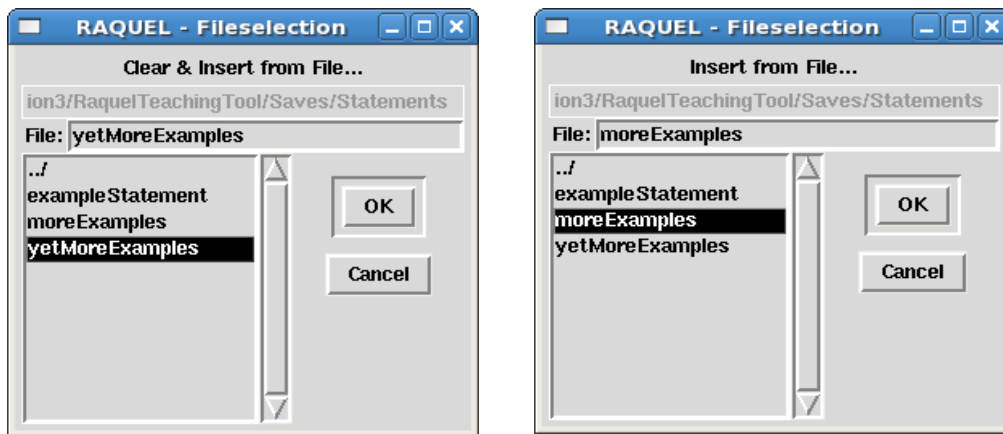 RAQUEL - Fileselection
Clear & Insert from File...
ion3/RaquelTeachingTool/Saves/Statements
File: yetMoreExamples
../
exampleStatement
moreExamples
yetMoreExamples
OK
Cancel
RAQUEL - Fileselection
Insert from File...
ion3/RaquelTeachingTool/Saves/Statements
File: moreExamples
../
exampleStatement
moreExamples
yetMoreExamples
OK
Cancel